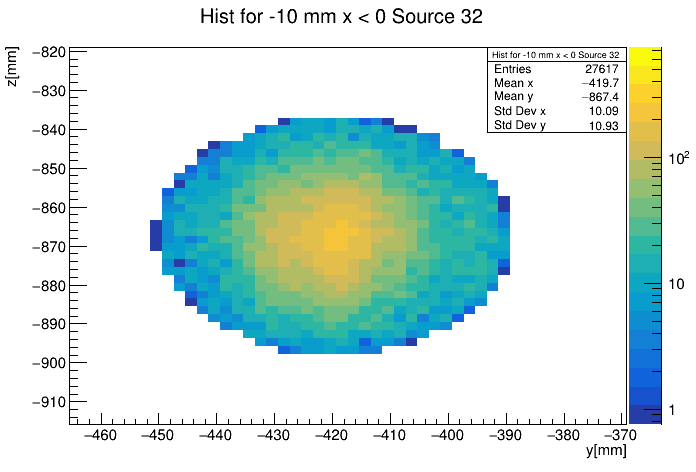 Hist for -10 mm x < 0 Source 32
z[mm]
Hist for -10 mm x < 0 Source 32
Entries 27617
Mean x −419.7
Mean y −867.4
Std Dev x 10.09
Std Dev y 10.93
−820
−830
−840
−850
−860
−870
−880
−890
−900
−910
10²
10
1
−460 −450 −440 −430 −420 −410 −400 −390 −380 −370
y[mm]